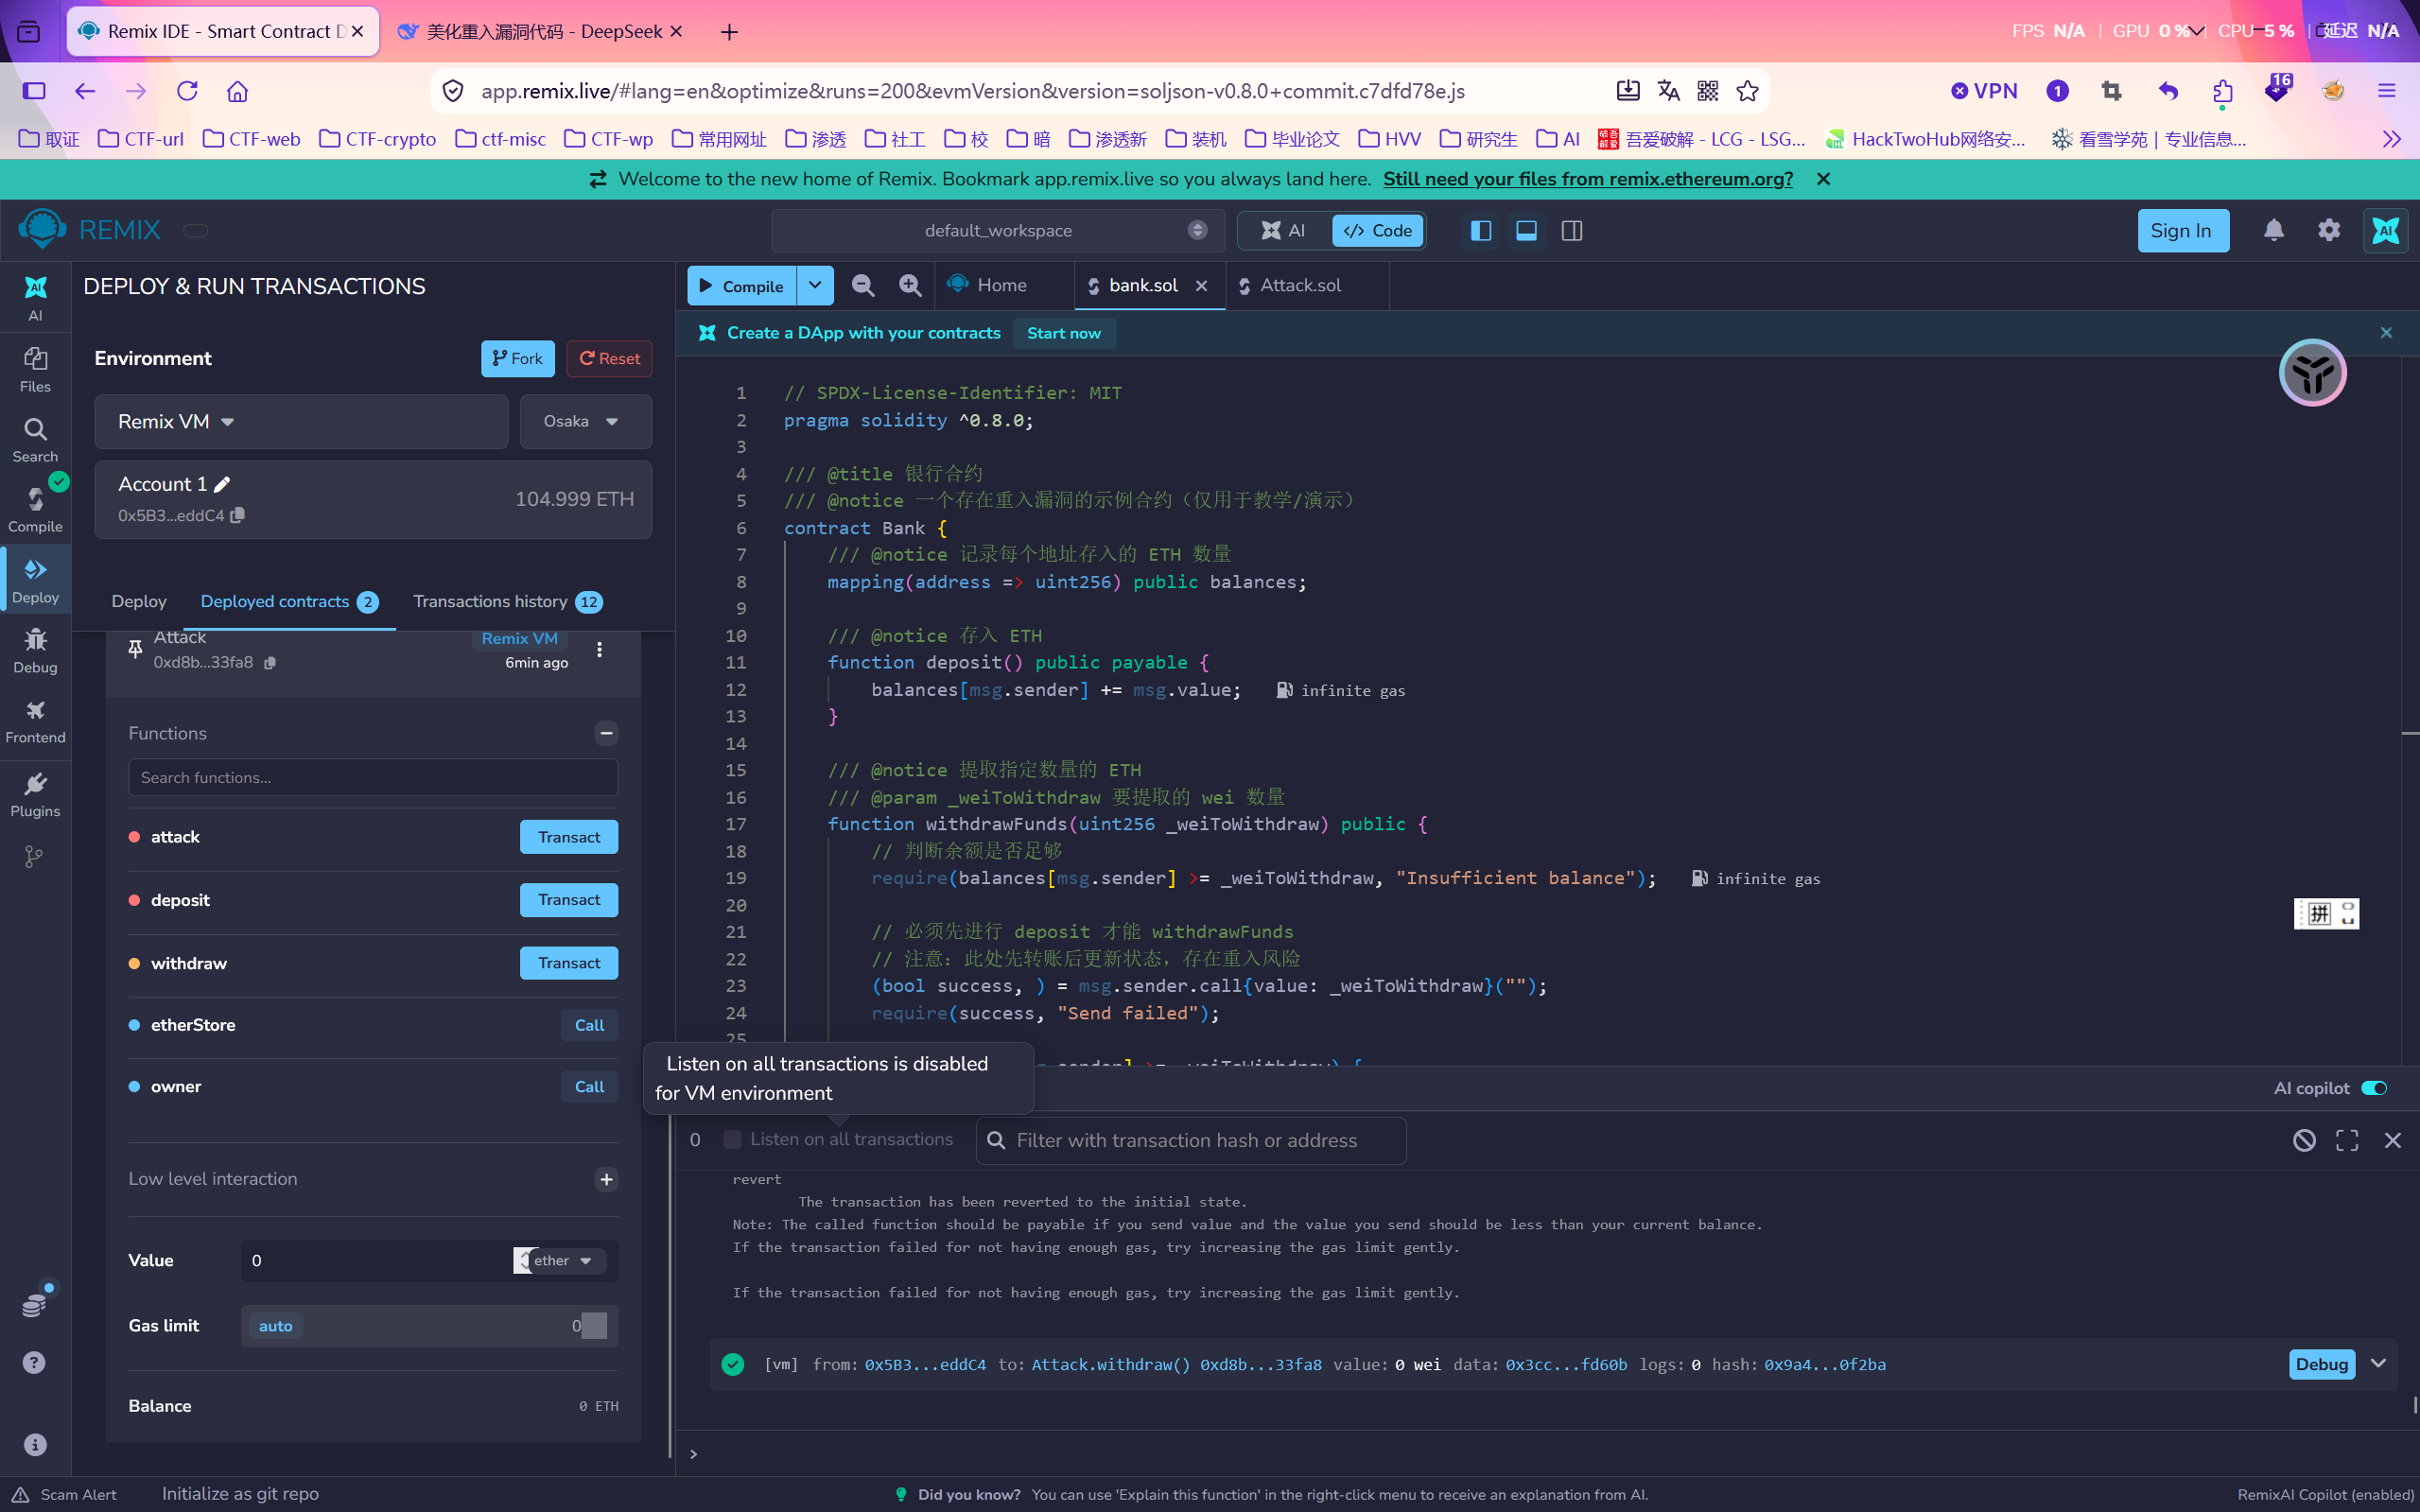 Remix IDE - Smart Contract D
美化重入漏洞代码 - DeepSeek
FPS N/A | GPU 0 % | CPU 5 % | 延迟 N/A
app.remix.live/#lang=en&optimize&runs=200&evmVersion&version=soljson-v0.8.0+commit.c7dfd78e.js
VPN
1
16
取证 CTF-url CTF-web CTF-crypto ctf-misc CTF-wp 常用网址 渗透 社工 校 暗 渗透新 装机 毕业论文 HVV 研究生 AI 吾爱破解 - LCG - LSG... HackTwoHub网络安... 看雪学苑 | 专业信息...
Welcome to the new home of Remix. Bookmark app.remix.live so you always land here. Still need your files from remix.ethereum.org?
REMIX
default_workspace
AI
</> Code
Sign In
AI
AI
Files
Search
Compile
Deploy
Debug
Frontend
Plugins
DEPLOY & RUN TRANSACTIONS
Environment
Fork
Reset
Remix VM
Osaka
Account 1
0x5B3...eddC4
104.999 ETH
Deploy
Deployed contracts 2
Transactions history 12
Attack
0xd8b...33fa8
Remix VM
6min ago
Functions
Search functions...
attack Transact
deposit Transact
withdraw Transact
etherStore Call
owner Call
Low level interaction
Value 0 ether
Gas limit auto 0
Balance 0 ETH
Compile
Home
bank.sol
Attack.sol
Create a DApp with your contracts Start now
1 // SPDX-License-Identifier: MIT
2 pragma solidity ^0.8.0;
3
4 /// @title 银行合约
5 /// @notice 一个存在重入漏洞的示例合约（仅用于教学/演示）
6 contract Bank {
7 /// @notice 记录每个地址存入的 ETH 数量
8 mapping(address => uint256) public balances;
9
10 /// @notice 存入 ETH
11 function deposit() public payable {
12 balances[msg.sender] += msg.value; infinite gas
13 }
14
15 /// @notice 提取指定数量的 ETH
16 /// @param _weiToWithdraw 要提取的 wei 数量
17 function withdrawFunds(uint256 _weiToWithdraw) public {
18 // 判断余额是否足够
19 require(balances[msg.sender] >= _weiToWithdraw, "Insufficient balance"); infinite gas
20
21 // 必须先进行 deposit 才能 withdrawFunds
22 // 注意：此处先转账后更新状态，存在重入风险
23 (bool success, ) = msg.sender.call{value: _weiToWithdraw}("");
24 require(success, "Send failed");
25
拼
Listen on all transactions is disabled
for VM environment
AI copilot
0
Listen on all transactions
Filter with transaction hash or address
revert
The transaction has been reverted to the initial state.
Note: The called function should be payable if you send value and the value you send should be less than your current balance.
If the transaction failed for not having enough gas, try increasing the gas limit gently.
If the transaction failed for not having enough gas, try increasing the gas limit gently.
[vm] from: 0x5B3...eddC4 to: Attack.withdraw() 0xd8b...33fa8 value: 0 wei data: 0x3cc...fd60b logs: 0 hash: 0x9a4...0f2ba
Debug
>
Scam Alert
Initialize as git repo
Did you know? You can use 'Explain this function' in the right-click menu to receive an explanation from AI.
RemixAI Copilot (enabled)